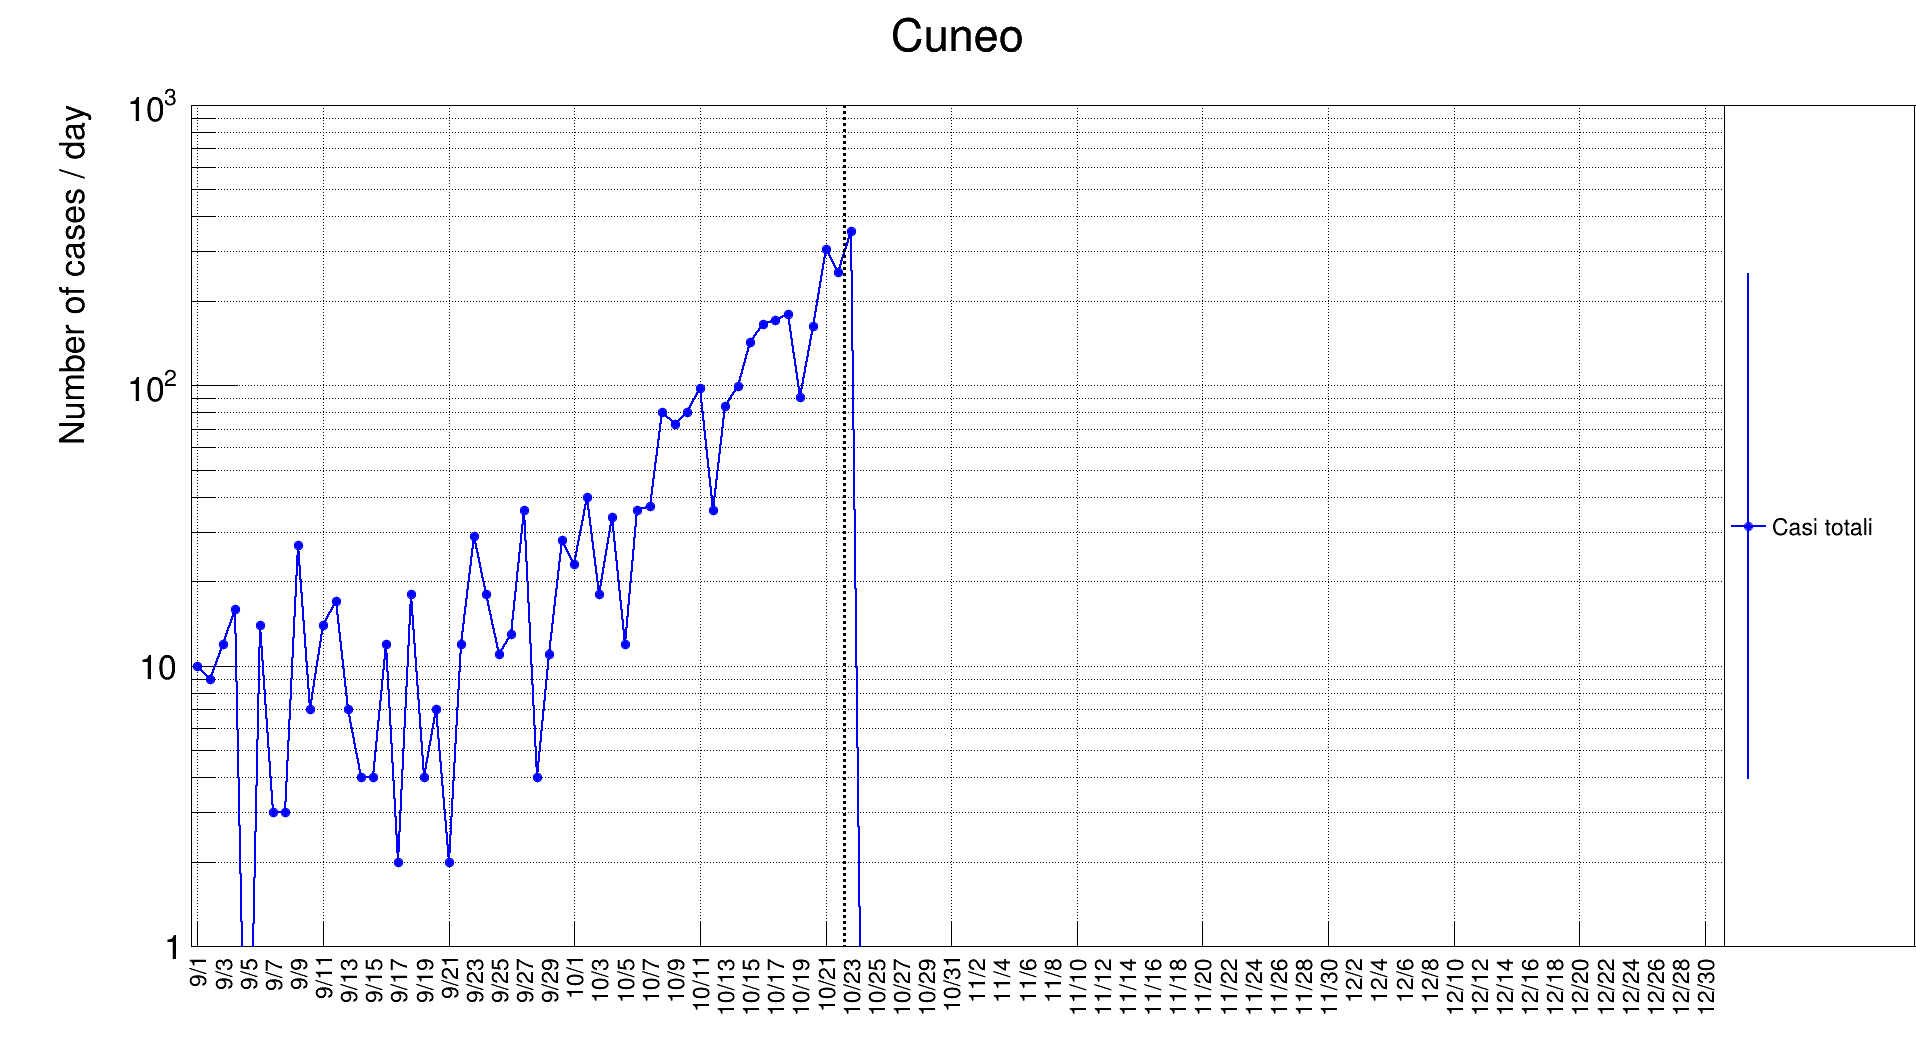 Cuneo
Number of cases / day
10³
10²
10
1
9/1 9/3 9/5 9/7 9/9 9/11 9/13 9/15 9/17 9/19 9/21 9/23 9/25 9/27 9/29 10/1 10/3 10/5 10/7 10/9 10/11 10/13 10/15 10/17 10/19 10/21 10/23 10/25 10/27 10/29 10/31 11/2 11/4 11/6 11/8 11/10 11/12 11/14 11/16 11/18 11/20 11/22 11/24 11/26 11/28 11/30 12/2 12/4 12/6 12/8 12/10 12/12 12/14 12/16 12/18 12/20 12/22 12/24 12/26 12/28 12/30
Casi totali